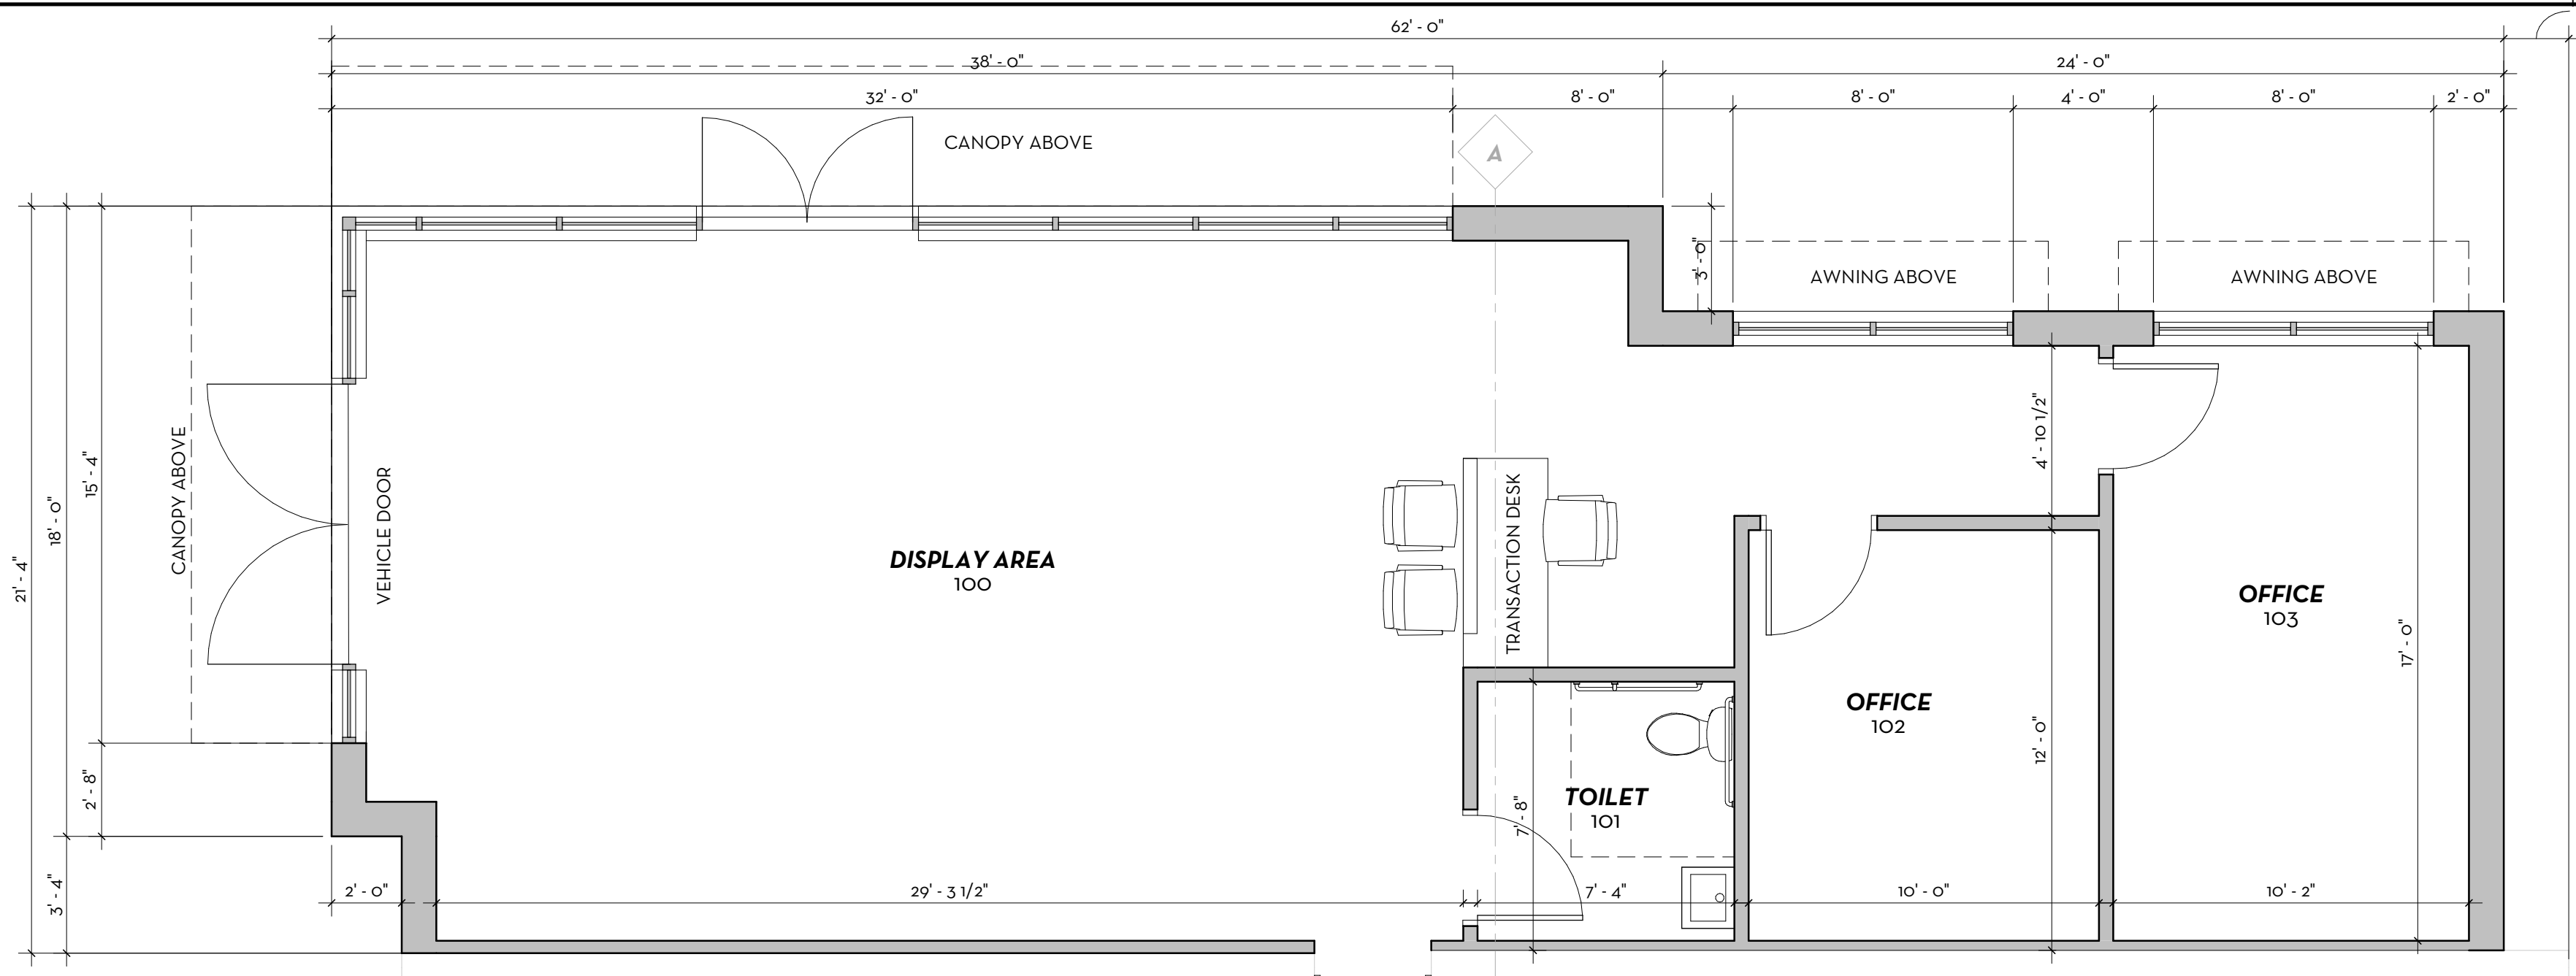 62' - 0"
38' - 0"
24' - 0"
32' - 0"
8' - 0"
8' - 0"
4' - 0"
8' - 0"
2' - 0"
CANOPY ABOVE
A
3' - 0"
AWNING ABOVE
AWNING ABOVE
21' - 4"
18' - 0"
15' - 4"
CANOPY ABOVE
VEHICLE DOOR
DISPLAY AREA
100
TRANSACTION DESK
4' - 10 1/2"
OFFICE
103
17' - 0"
OFFICE
102
12' - 0"
TOILET
101
7' - 8"
2' - 8"
3' - 4"
2' - 0"
29' - 3 1/2"
7' - 4"
10' - 0"
10' - 2"